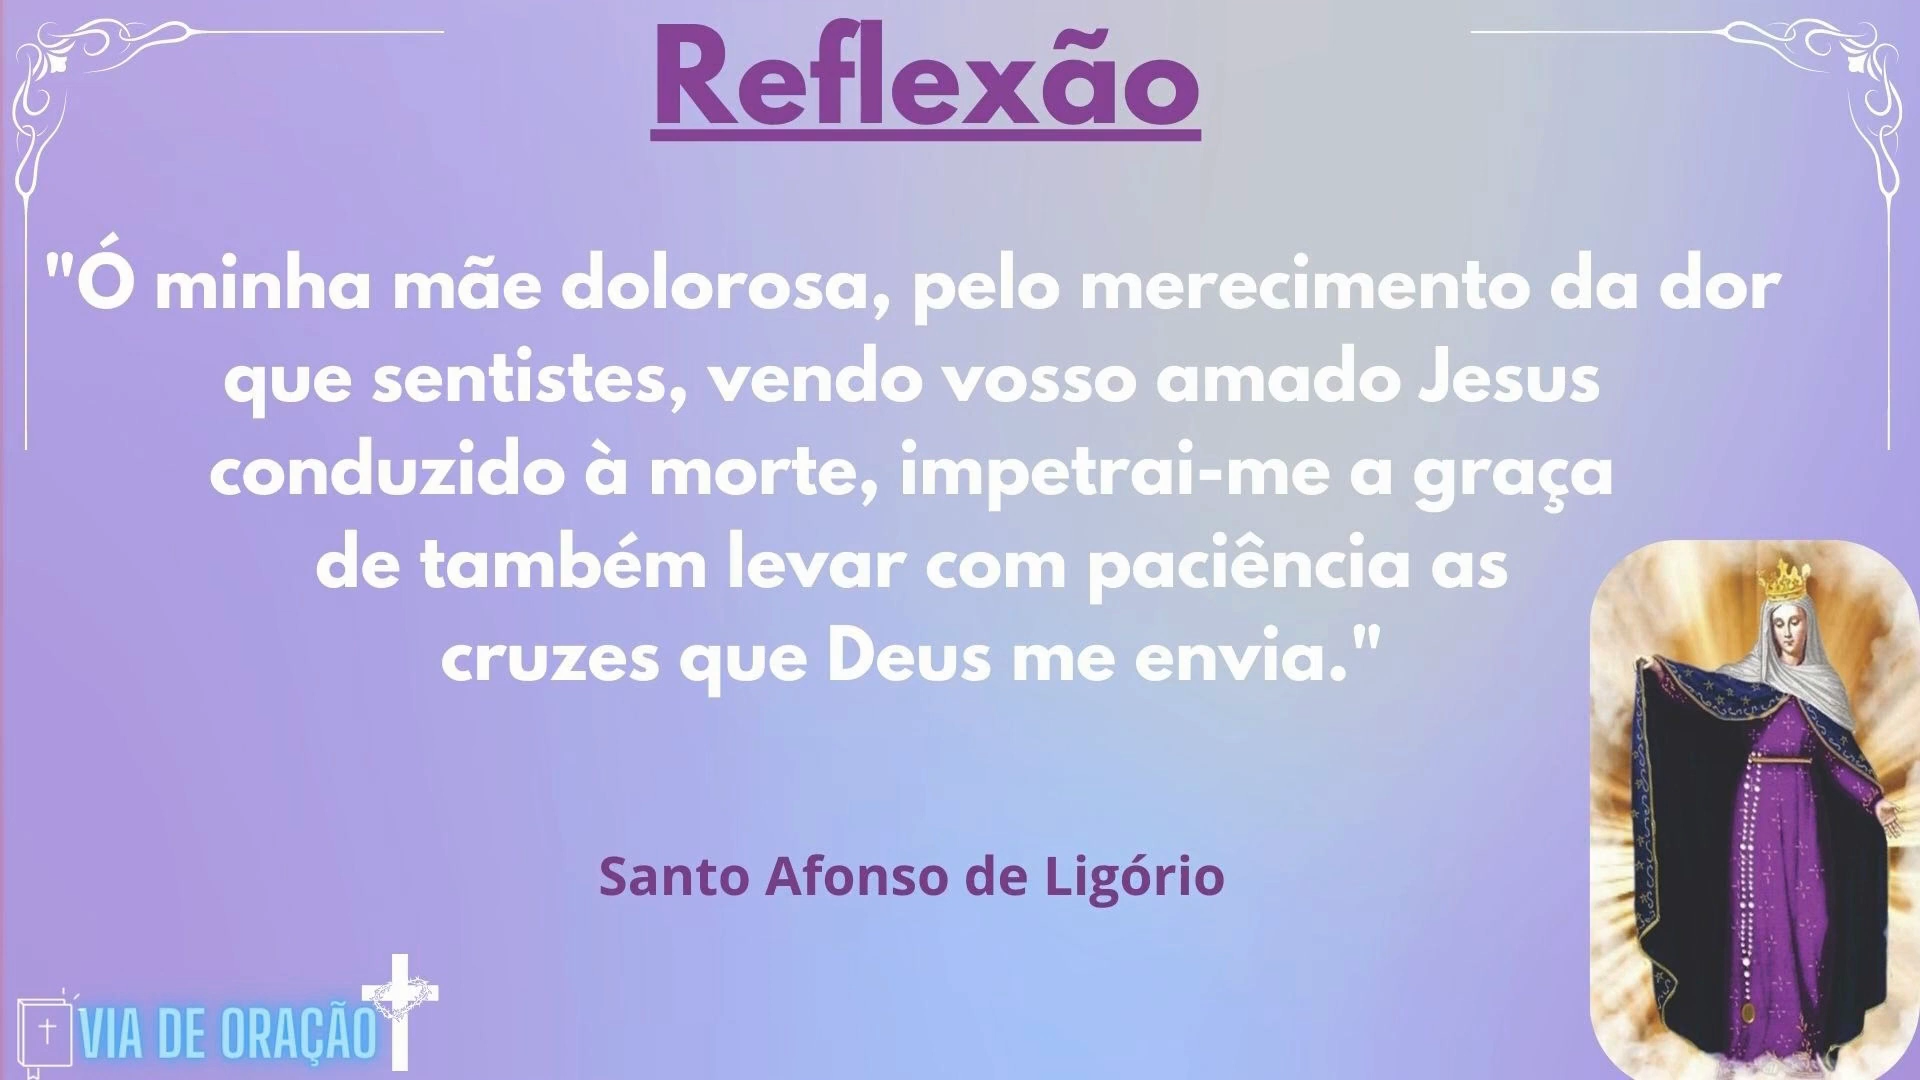 Reflexão
"Ó minha mãe dolorosa, pelo merecimento da dor
que sentistes, vendo vosso amado Jesus
conduzido à morte, impetrai-me a graça
de também levar com paciência as
cruzes que Deus me envia."
Santo Afonso de Ligório
VIA DE ORAÇÃO